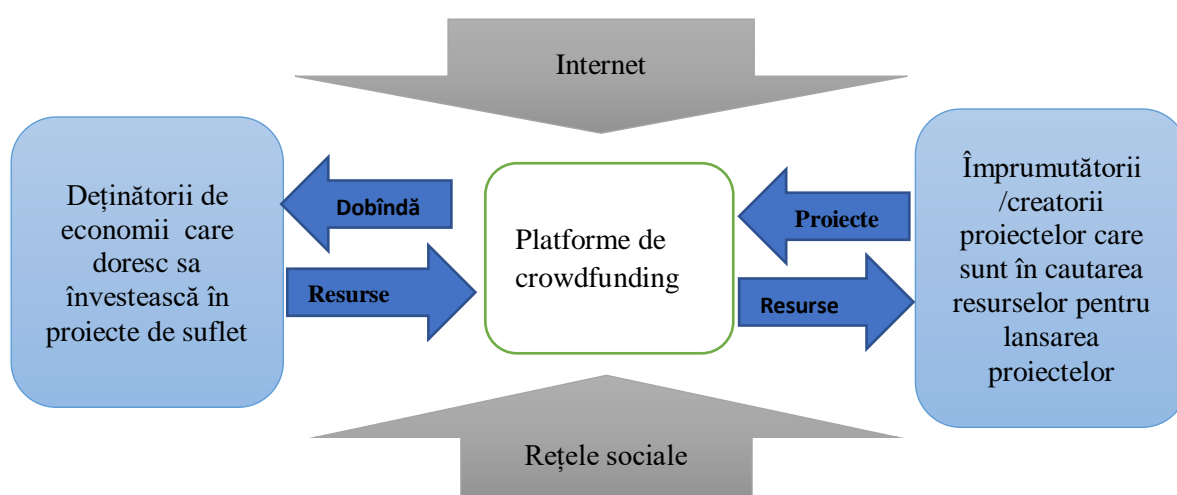 Internet
Deținătorii de
economii care
doresc sa
învestească în
proiecte de suflet
Dobîndă
Resurse
Platforme de
crowdfunding
Proiecte
Resurse
Împrumutătorii
/creatorii
proiectelor care
sunt în cautarea
resurselor pentru
lansarea
proiectelor
Rețele sociale